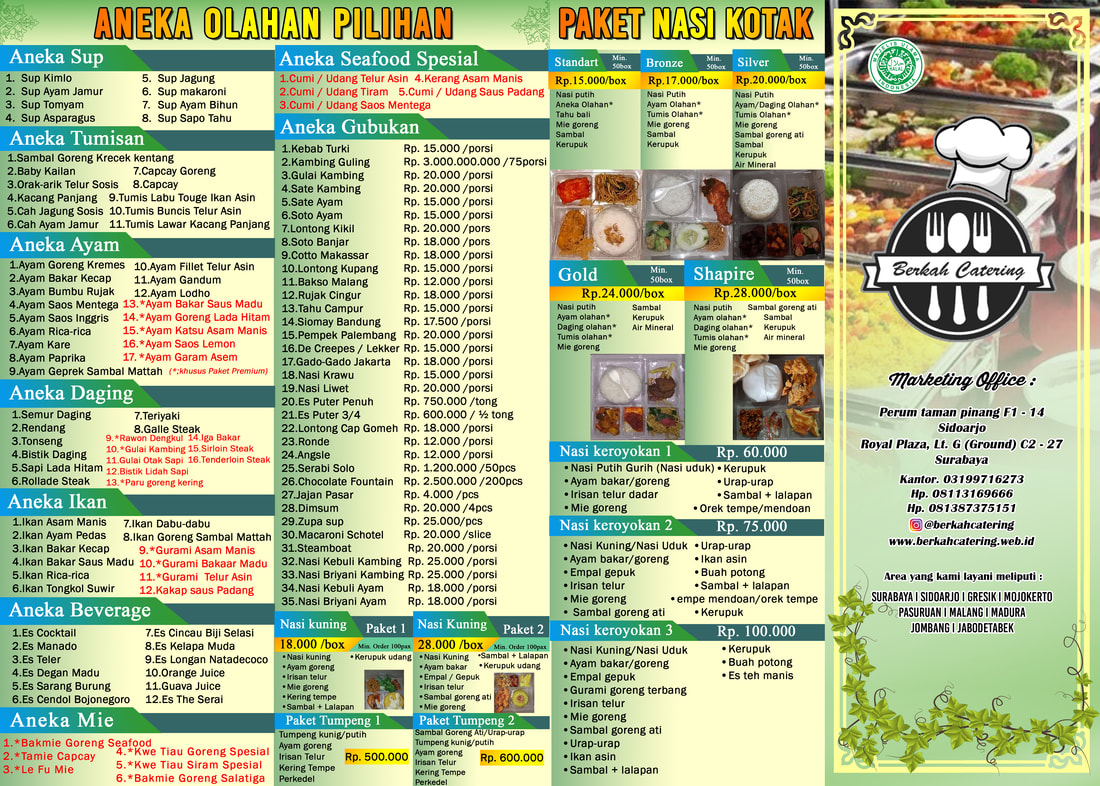 ANEKA OLAHAN PILIHAN
Aneka Sup
1. Sup Kimlo
2. Sup Ayam Jamur
3. Sup Tomyam
4. Sup Asparagus
5. Sup Jagung
6. Sup makaroni
7. Sup Ayam Bihun
8. Sup Sapo Tahu
Aneka Tumisan
1.Sambal Goreng Krecek kentang
2.Baby Kailan
3.Orak-arik Telur Sosis
4.Kacang Panjang
5.Cah Jagung Sosis
6.Cah Ayam Jamur
7.Capcay Goreng
8.Capcay
9.Tumis Labu Touge Ikan Asin
10.Tumis Buncis Telur Asin
11.Tumis Lawar Kacang Panjang
Aneka Ayam
1.Ayam Goreng Kremes
2.Ayam Bakar Kecap
3.Ayam Bumbu Rujak
4.Ayam Saos Mentega
5.Ayam Saos Inggris
6.Ayam Rica-rica
7.Ayam Kare
8.Ayam Paprika
9.Ayam Geprek Sambal Mattah
10.Ayam Fillet Telur Asin
11.Ayam Gandum
12.Ayam Lodho
13.*Ayam Bakar Saus Madu
14.*Ayam Goreng Lada Hitam
15.*Ayam Katsu Asam Manis
16.*Ayam Saos Lemon
17.*Ayam Garam Asem
(*:khusus Paket Premium)
Aneka Daging
1.Semur Daging
2.Rendang
3.Tonseng
4.Bistik Daging
5.Sapi Lada Hitam
6.Rollade Steak
7.Teriyaki
8.Galle Steak
9.*Rawon Dengkul
10.*Gulai Kambing
11.Gulai Otak Sapi
12.Bistik Lidah Sapi
13.*Paru goreng kering
14.Iga Bakar
15.Sirloin Steak
16.Tenderloin Steak
Aneka Ikan
1.Ikan Asam Manis
2.Ikan Ayam Pedas
3.Ikan Bakar Kecap
4.Ikan Bakar Saus Madu
5.Ikan Rica-rica
6.Ikan Tongkol Suwir
7.Ikan Dabu-dabu
8.Ikan Goreng Sambal Mattah
9.*Gurami Asam Manis
10.*Gurami Bakaar Madu
11.*Gurami Telur Asin
12.Kakap saus Padang
Aneka Beverage
1.Es Cocktail
2.Es Manado
3.Es Teler
4.Es Degan Madu
5.Es Sarang Burung
6.Es Cendol Bojonegoro
7.Es Cincau Biji Selasi
8.Es Kelapa Muda
9.Es Longan Natadecoco
10.Orange Juice
11.Guava Juice
12.Es The Serai
Aneka Mie
1.*Bakmie Goreng Seafood
2.*Tamie Capcay
3.*Le Fu Mie
4.*Kwe Tiau Goreng Spesial
5.*Kwe Tiau Siram Spesial
6.*Bakmie Goreng Salatiga
Aneka Seafood Spesial
1.Cumi / Udang Telur Asin
2.Cumi / Udang Tiram
3.Cumi / Udang Saos Mentega
4.Kerang Asam Manis
5.Cumi / Udang Saus Padang
Aneka Gubukan
1.Kebab Turki Rp. 15.000 /porsi
2.Kambing Guling Rp. 3.000.000.000 /75porsi
3.Gulai Kambing Rp. 20.000 /porsi
4.Sate Kambing Rp. 20.000 /porsi
5.Sate Ayam Rp. 15.000 /porsi
6.Soto Ayam Rp. 15.000 /porsi
7.Lontong Kikil Rp. 20.000 /pors
8.Soto Banjar Rp. 18.000 /porsi
9.Cotto Makassar Rp. 18.000 /porsi
10.Lontong Kupang Rp. 15.000 /porsi
11.Bakso Malang Rp. 12.000 /porsi
12.Rujak Cingur Rp. 18.000 /porsi
13.Tahu Campur Rp. 15.000 /porsi
14.Siomay Bandung Rp. 17.500 /porsi
15.Pempek Palembang Rp. 20.000 /porsi
16.De Creepes / Lekker Rp. 15.000 /porsi
17.Gado-Gado Jakarta Rp. 18.000 /porsi
18.Nasi Krawu Rp. 15.000 /porsi
19.Nasi Liwet Rp. 20.000 /porsi
20.Es Puter Penuh Rp. 750.000 /tong
21.Es Puter 3/4 Rp. 600.000 / ½ tong
22.Lontong Cap Gomeh Rp. 18.000 /porsi
23.Ronde Rp. 12.000 /porsi
24.Angsle Rp. 12.000 /porsi
25.Serabi Solo Rp. 1.200.000 /50pcs
26.Chocolate Fountain Rp. 2.500.000 /200pcs
27.Jajan Pasar Rp. 4.000 /pcs
28.Dimsum Rp. 20.000 /4pcs
29.Zupa sup Rp. 25.000/pcs
30.Macaroni Schotel Rp. 20.000 /slice
31.Steamboat Rp. 20.000 /porsi
32.Nasi Kebuli Kambing Rp. 25.000 /porsi
33.Nasi Briyani Kambing Rp. 25.000 /porsi
34.Nasi Kebuli Ayam Rp. 18.000 /porsi
35.Nasi Briyani Ayam Rp. 18.000 /porsi
Nasi kuning Paket 1
18.000 /box Min. Order 100pax
•Nasi kuning
•Ayam goreng
•Irisan telur
•Mie goreng
•Kering tempe
•Sambal + Lalapan
•Kerupuk udang
Nasi Kuning Paket 2
28.000 /box Min. Order 100pax
•Nasi Kuning
•Ayam bakar
•Empal / Gepuk
•Irisan telur
•Sambal goreng ati
•Mie goreng
•Sambal + Lalapan
•Kerupuk udang
Paket Tumpeng 1
Tumpeng kunig/putih
Ayam goreng
Irisan Telur
Kering Tempe
Perkedel
Rp. 500.000
Paket Tumpeng 2
Sambal Goreng Ati/Urap-urap
Tumpeng kunig/putih
Ayam goreng
Irisan Telur
Kering Tempe
Perkedel
Rp. 600.000
PAKET NASI KOTAK
Standart Min. 50box
Rp.15.000/box
Nasi putih
Aneka Olahan*
Tahu bali
Mie goreng
Sambal
Kerupuk
Bronze Min. 50box
Rp.17.000/box
Nasi Puti
Ayam Olahan*
Tumis Olahan*
Mie goreng
Sambal
Kerupuk
Silver Min. 50box
Rp.20.000/box
Nasi Putih
Ayam/Daging Olahan*
Tumis Olahan*
Mie goreng
Sambal goreng ati
Sambal
Kerupuk
Air Mineral
Gold Min. 50box
Rp.24.000/box
Nasi putih
Ayam olahan*
Daging olahan*
Tumis olahan*
Mie goreng
Sambal
Kerupuk
Air Mineral
Shapire Min. 50box
Rp.28.000/box
Nasi putih
Ayam olahan*
Daging olahan*
Tumis olahan*
Mie goreng
Sambal goreng ati
Sambal
Kerupuk
Air mineral
Nasi keroyokan 1 Rp. 60.000
•Nasi Putih Gurih (Nasi uduk)
•Ayam bakar/goreng
•Irisan telur dadar
•Mie goreng
•Kerupuk
•Urap-urap
•Sambal + lalapan
•Orek tempe/mendoan
Nasi keroyokan 2 Rp. 75.000
•Nasi Kuning/Nasi Uduk
•Ayam bakar/goreng
•Empal gepuk
•Irisan telur
•Mie goreng
• Sambal goreng ati
•Urap-urap
•Ikan asin
•Buah potong
•Sambal + lalapan
•empe mendoan/orek tempe
•Kerupuk
Nasi keroyokan 3 Rp. 100.000
•Nasi Kuning/Nasi Uduk
•Ayam bakar/goreng
•Empal gepuk
•Gurami goreng terbang
•Irisan telur
•Mie goreng
•Sambal goreng ati
•Urap-urap
•Ikan asin
•Sambal + lalapan
•Kerupuk
•Buah potong
•Es teh manis
Berkah Catering
Marketing Office :
Perum taman pinang F1 - 14
Sidoarjo
Royal Plaza, Lt. G (Ground) C2 - 27
Surabaya
Kantor. 03199716273
Hp. 08113169666
Hp. 081387375151
@berkahcatering
www.berkahcatering.web.id
Area yang kami layani meliputi :
SURABAYA I SIDOARJO I GRESIK I MOJOKERTO
PASURUAN I MALANG I MADURA
JOMBANG I JABODETABEK